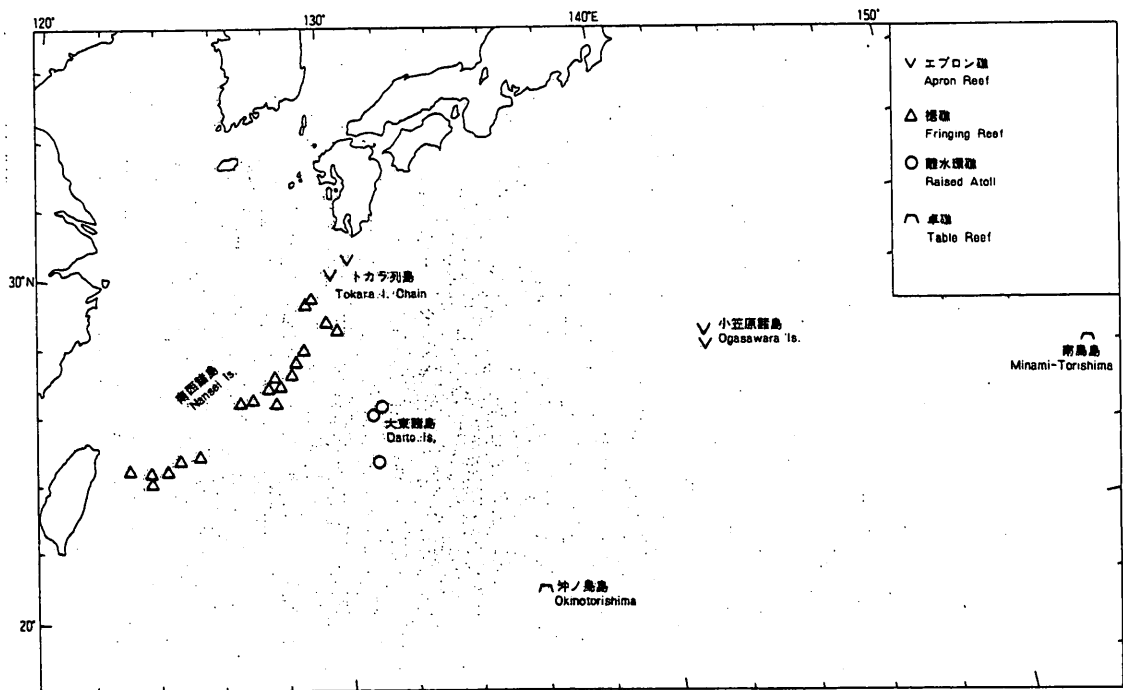 120°
130°
140°E
150°
エプロン礁
Apron Reef
裾礁
Fringing Reef
離水環礁
Raised Atoll
卓礁
Table Reef
30°N
トカラ列島
Tokara I. Chain
小笠原諸島
Ogasawara Is.
南鳥島
Minami-Torishima
南西諸島
Nansei Is.
大東諸島
Daito Is.
沖ノ鳥島
Okinotorishima
20°